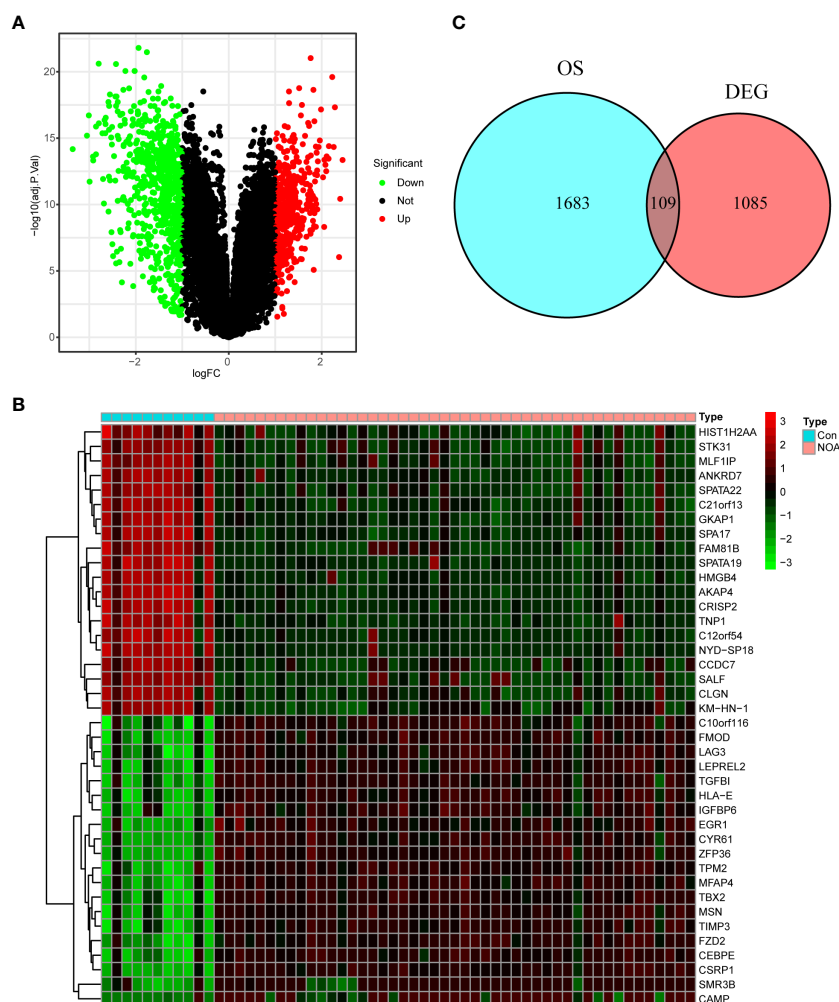 A
20
15
10
5
0
−2
0
2
−log10(adj.P.Val)
logFC
Significant
Down
Not
Up
C
OS
DEG
1683
109
1085
B
Type
HIST1H2AA
STK31
MLF1IP
ANKRD7
SPATA22
C21orf13
GKAP1
SPA17
FAM81B
SPATA19
HMGB4
AKAP4
CRISP2
TNP1
C12orf54
NYD−SP18
CCDC7
SALF
CLGN
KM−HN−1
C10orf116
FMOD
LAG3
LEPREL2
TGFBI
HLA−E
IGFBP6
EGR1
CYR61
ZFP36
TPM2
MFAP4
TBX2
MSN
TIMP3
FZD2
CEBPE
CSRP1
SMR3B
CAMP
3
2
1
0
−1
−2
−3
Type
Con
NOA